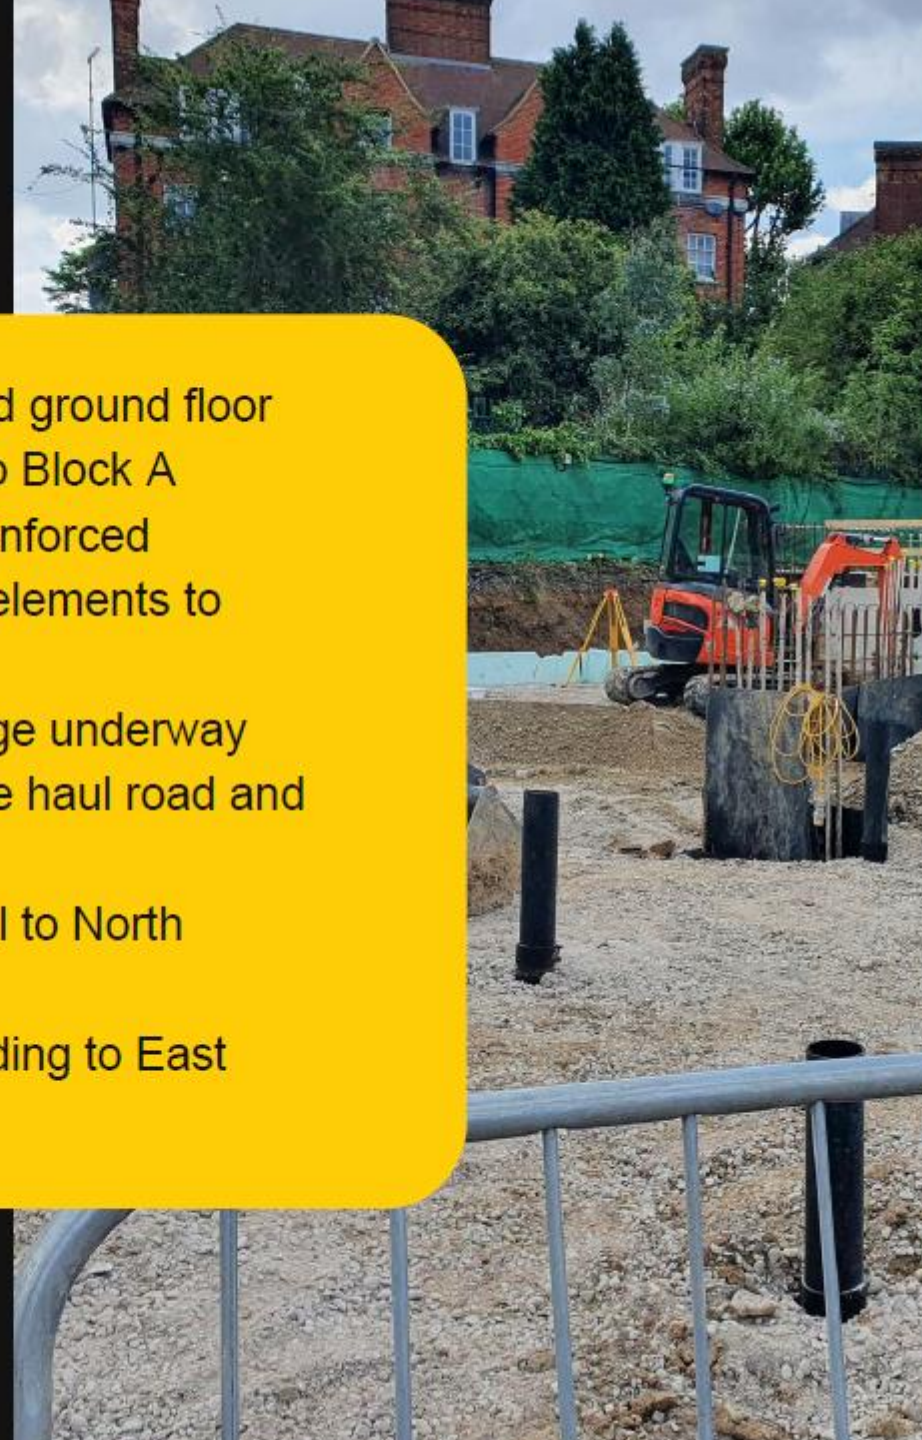 d ground floor
o Block A
nforced
elements to
ge underway
e haul road and
l to North
ding to East